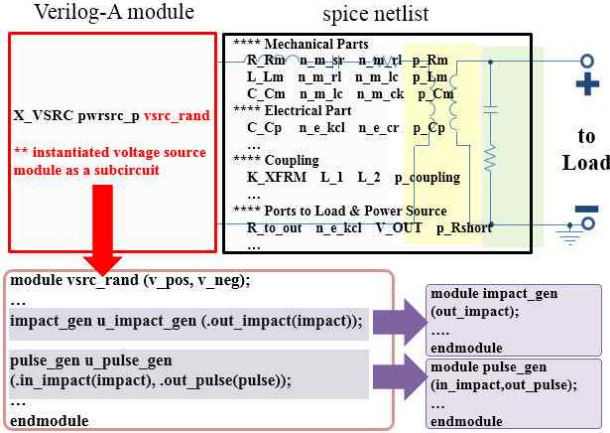 Verilog-A module
spice netlist
X_VSRC pwrsrc_p vsrc_rand
** instantiated voltage source
module as a subcircuit
**** Mechanical Parts
R_Rm n_m_sr n_m_rl p_Rm
L_Lm n_m_rl n_m_lc p_Lm
C_Cm n_m_lc n_m_ck p_Cm
**** Electrical Part
C_Cp n_e_kcl n_e_cr p_Cp
...
**** Coupling
K_XFRM L_1 L_2 p_coupling
...
**** Ports to Load & Power Source
R_to_out n_e_kcl V_OUT p_Rshort
...
+
to
Load
−
module vsrc_rand (v_pos, v_neg);
...
impact_gen u_impact_gen (.out_impact(impact));
pulse_gen u_pulse_gen
(.in_impact(impact), .out_pulse(pulse));
...
endmodule
module impact_gen
(out_impact);
....
endmodule
module pulse_gen
(in_impact,out_pulse);
...
endmodule